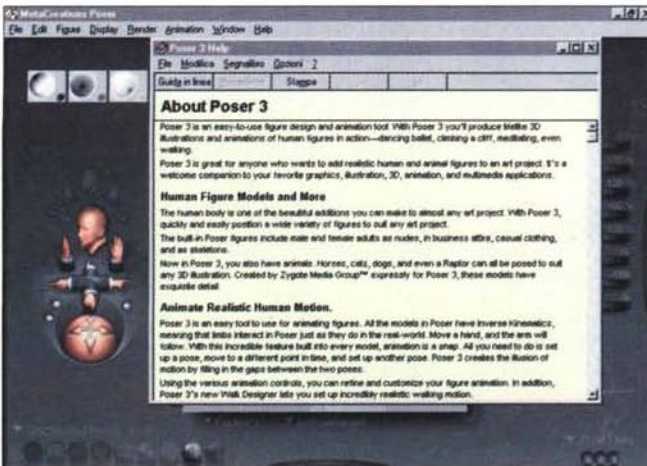 MetaCreations Poser
File Edit Figure Display Render Animation Window Help
Poser 3 Help
File Modifica Segnalibro Opzioni ?
Guida in linea Stampa
About Poser 3
Poser 3 is an easy-to-use figure design and animation tool. With Poser 3 you'll produce lifelike 3D
illustrations and animations of human figures in action—dancing ballet, climbing a cliff, meditating, even
walking.
Poser 3 is great for anyone who wants to add realistic human and animal figures to an art project. It's a
welcome companion to your favorite graphics, illustration, 3D, animation, and multimedia applications.
Human Figure Models and More
The human body is one of the beautiful additions you can make to almost any art project. With Poser 3,
quickly and easily position a wide variety of figures to suit any art project.
The built-in Poser figures include male and female adults as nudes, in business attire, casual clothing,
and as skeletons.
Now in Poser 3, you also have animals. Horses, cats, dogs, and even a Raptor can all be posed to suit
any 3D illustration. Created by Zygote Media Group™ expressly for Poser 3, these models have
exquisite detail.
Animate Realistic Human Motion.
Poser 3 is an easy tool to use for animating figures. All the models in Poser have Inverse Kinematics,
meaning that limbs interact in Poser just as they do in the real-world. Move a hand, and the arm will
follow. With this incredible feature built into every model, animation is a snap. All you need to do is set
up a pose, move to a different point in time, and set up another pose. Poser 3 creates the illusion of
motion by filling in the gaps between the two poses.
Using the various animation controls, you can refine and customize your figure animation. In addition,
Poser 3's new Walk Designer lets you set up incredibly realistic walking motion.